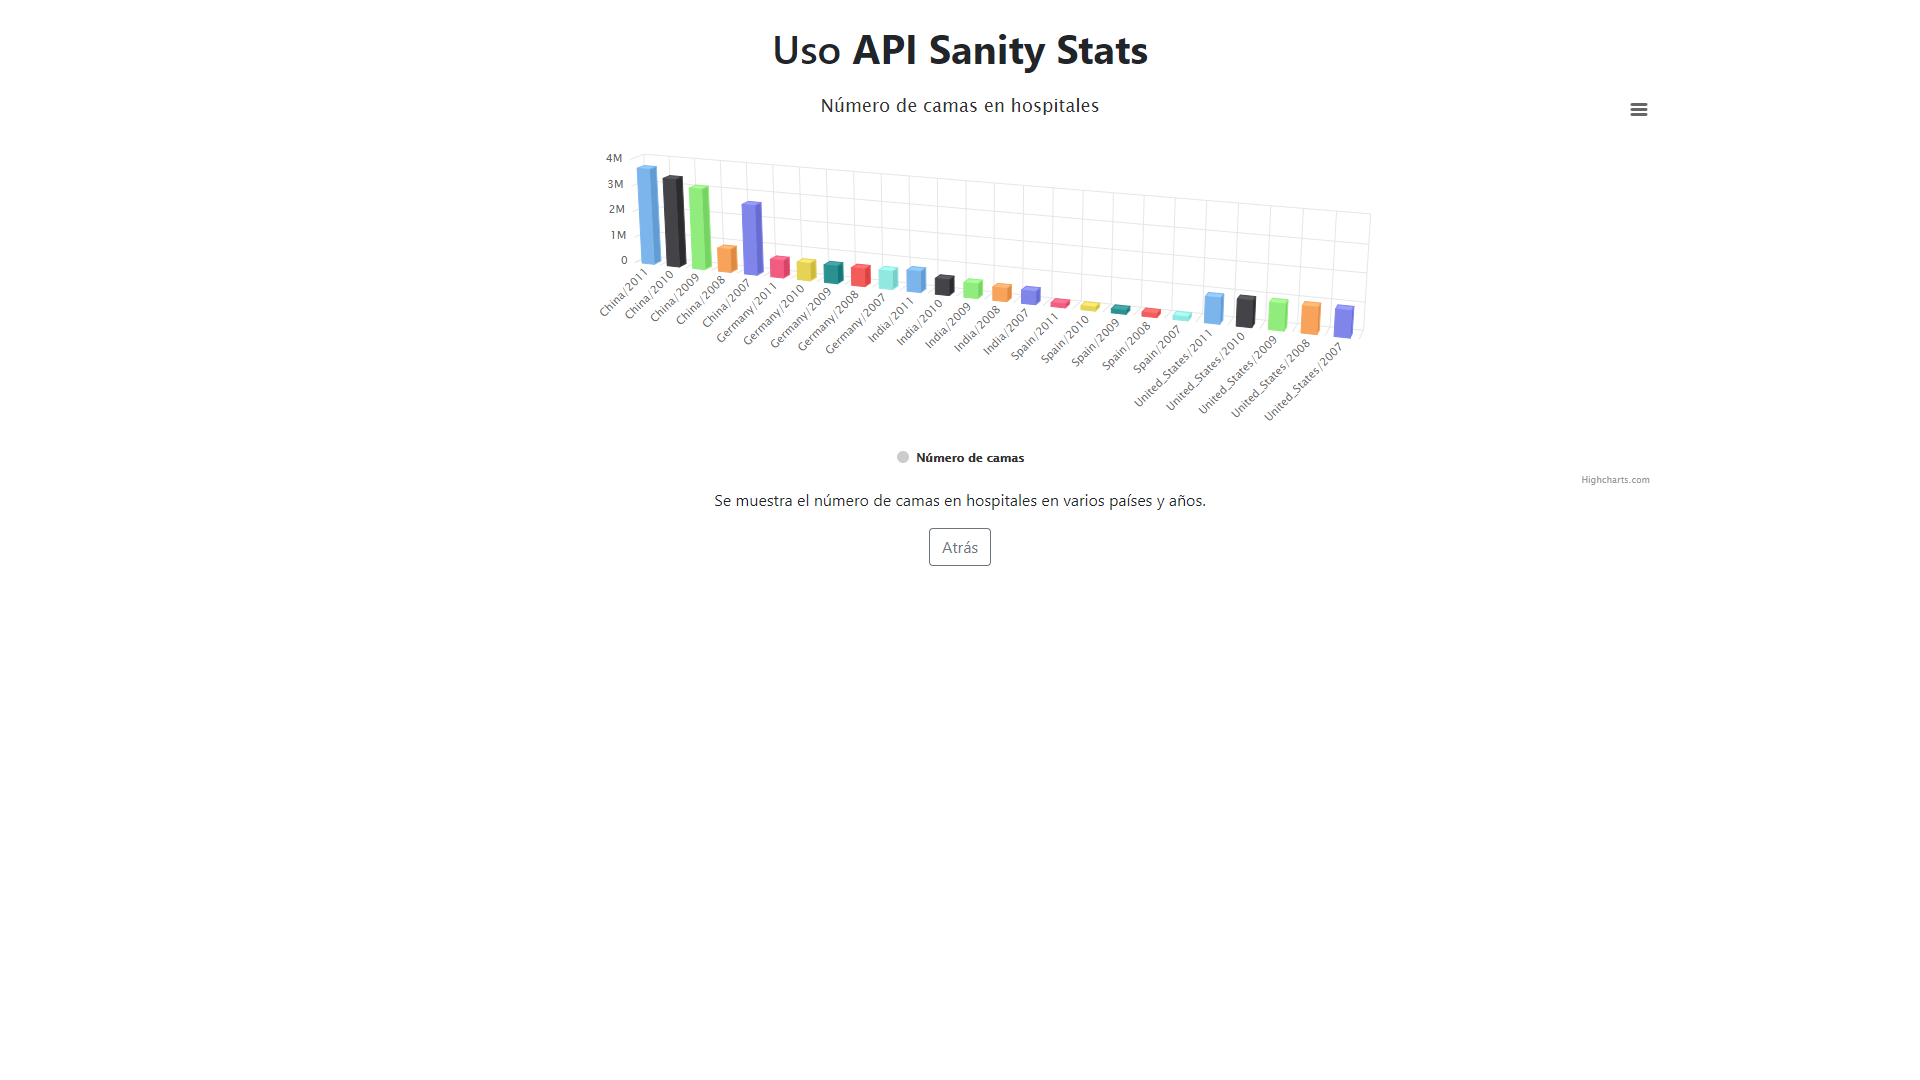 Uso API Sanity Stats
Número de camas en hospitales
4M
3M
2M
1M
0
China/2011
China/2010
China/2009
China/2008
China/2007
Germany/2011
Germany/2010
Germany/2009
Germany/2008
Germany/2007
India/2011
India/2010
India/2009
India/2008
India/2007
Spain/2011
Spain/2010
Spain/2009
Spain/2008
Spain/2007
United_States/2011
United_States/2010
United_States/2009
United_States/2008
United_States/2007
Número de camas
Highcharts.com
Se muestra el número de camas en hospitales en varios países y años.
Atrás